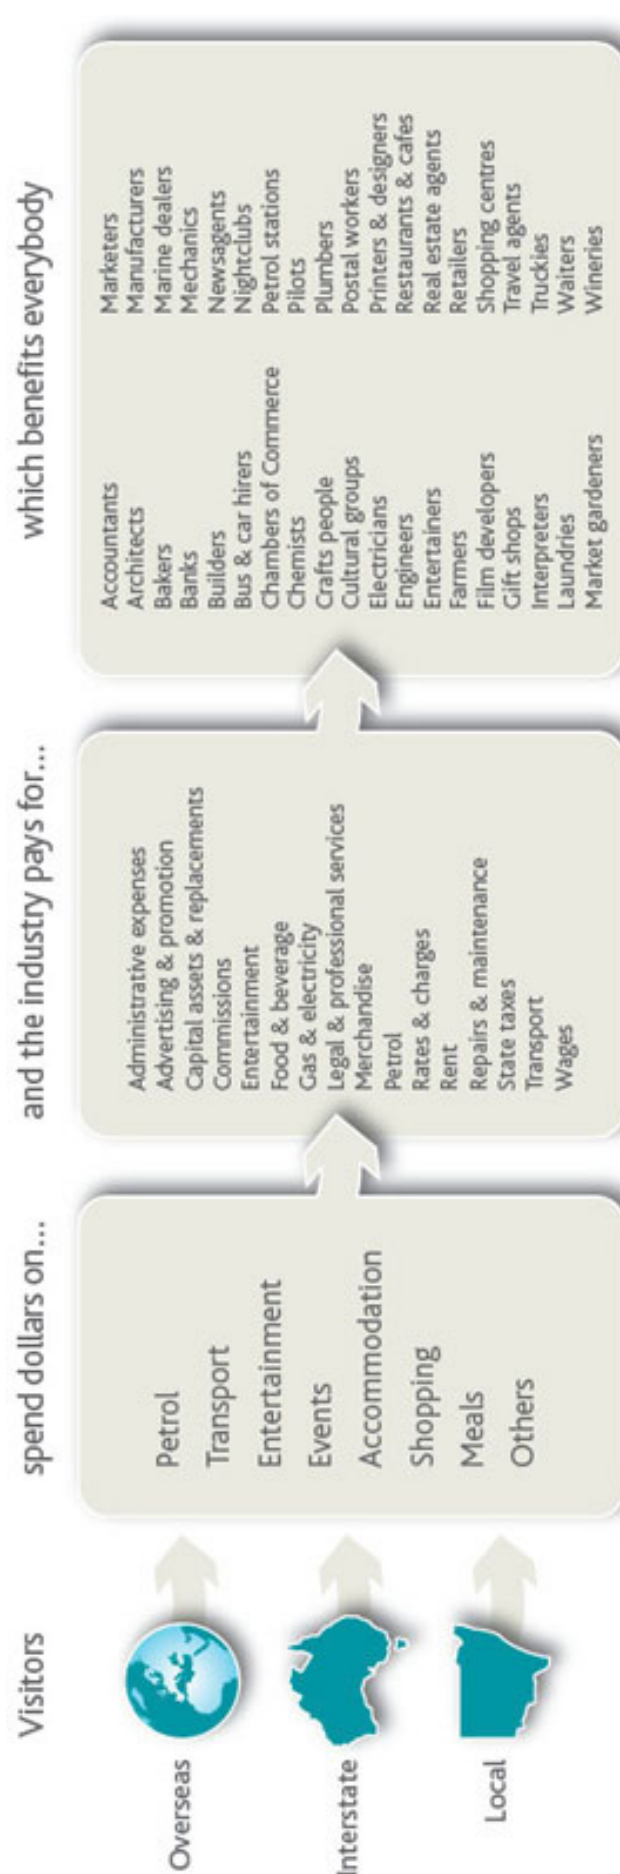 Visitors
Overseas
Interstate
Local
spend dollars on...
Petrol
Transport
Entertainment
Events
Accommodation
Shopping
Meals
Others
and the industry pays for...
Administrative expenses
Advertising & promotion
Capital assets & replacements
Commissions
Entertainment
Food & beverage
Gas & electricity
Legal & professional services
Merchandise
Petrol
Rates & charges
Rent
Repairs & maintenance
State taxes
Transport
Wages
which benefits everybody
Accountants
Architects
Bakers
Banks
Builders
Bus & car hirers
Chambers of Commerce
Chemists
Crafts people
Cultural groups
Electricians
Engineers
Entertainers
Farmers
Film developers
Gift shops
Interpreters
Laundries
Market gardeners
Marketers
Manufacturers
Marine dealers
Mechanics
Newsagents
Nightclubs
Petrol stations
Pilots
Plumbers
Postal workers
Printers & designers
Restaurants & cafes
Real estate agents
Retailers
Shopping centres
Travel agents
Truckies
Waiters
Wineries